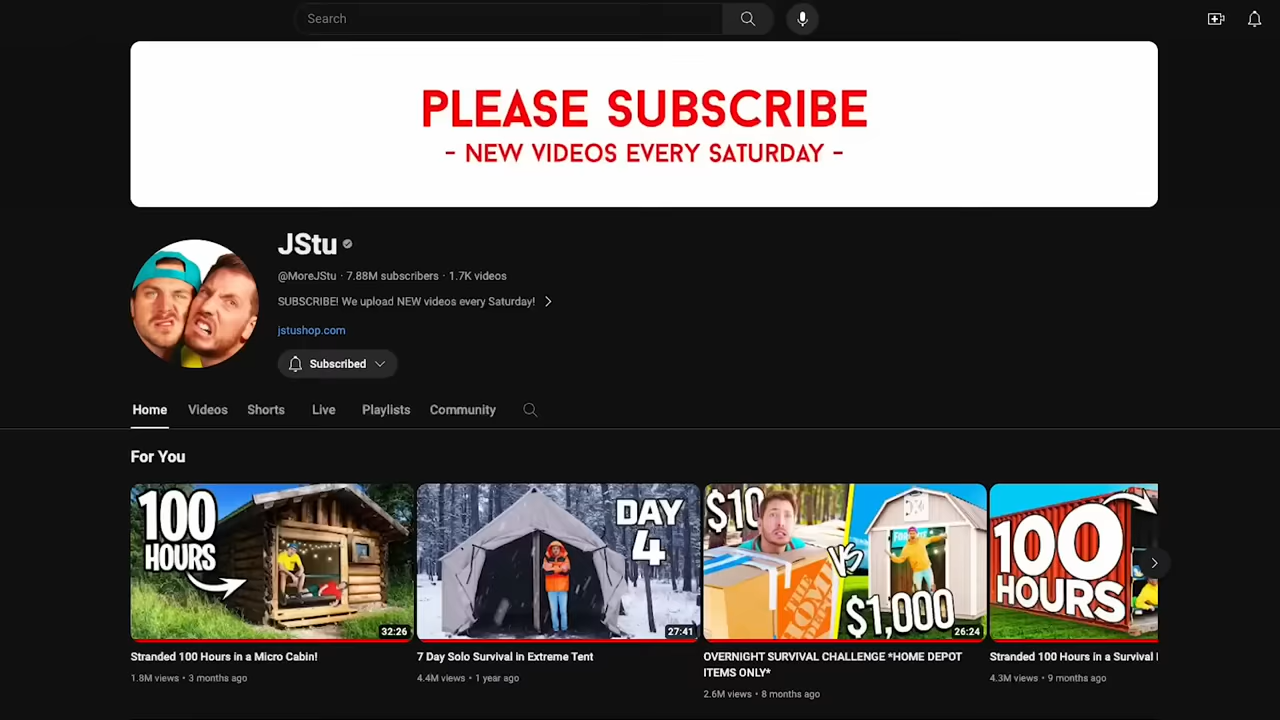 Search
PLEASE SUBSCRIBE
- NEW VIDEOS EVERY SATURDAY -
JStu
@MoreJStu · 7.88M subscribers · 1.7K videos
SUBSCRIBE! We upload NEW videos every Saturday!
jstushop.com
Subscribed
Home Videos Shorts Live Playlists Community
For You
100
HOURS
32:26
DAY
4
27:41
$10
VS
THE
HOME
DEPOT
$1,000
26:24
100
HOURS
Stranded 100 Hours in a Micro Cabin!
1.8M views · 3 months ago
7 Day Solo Survival in Extreme Tent
4.4M views · 1 year ago
OVERNIGHT SURVIVAL CHALLENGE *HOME DEPOT
ITEMS ONLY*
2.6M views · 8 months ago
Stranded 100 Hours in a Survival
4.3M views · 9 months ago